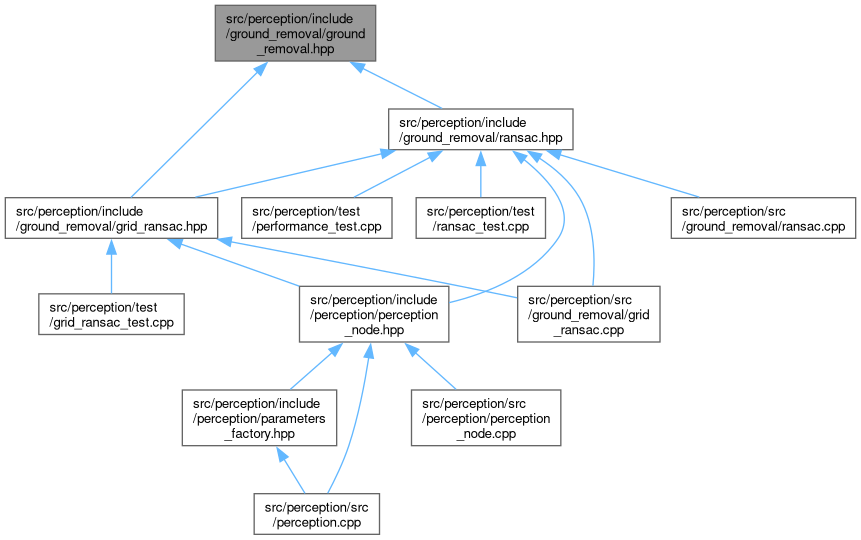 src/perception/include
/ground_removal/ground
_removal.hpp
src/perception/include
/ground_removal/ransac.hpp
src/perception/include
/ground_removal/grid_ransac.hpp
src/perception/test
/performance_test.cpp
src/perception/test
/ransac_test.cpp
src/perception/src
/ground_removal/ransac.cpp
src/perception/test
/grid_ransac_test.cpp
src/perception/include
/perception/perception
_node.hpp
src/perception/src
/ground_removal/grid
_ransac.cpp
src/perception/include
/perception/parameters
_factory.hpp
src/perception/src
/perception/perception
_node.cpp
src/perception/src
/perception.cpp